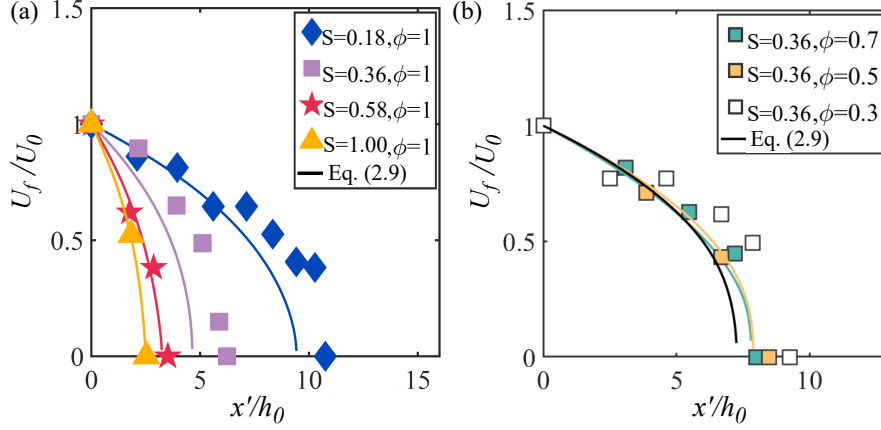 (a)
1.5
1
0.5
0
U_f/U_0
0 5 10 15
x'/h_0
S=0.18,ϕ=1
S=0.36,ϕ=1
S=0.58,ϕ=1
S=1.00,ϕ=1
Eq. (2.9)
(b)
1.5
1
0.5
0
U_f/U_0
0 5 10
x'/h_0
S=0.36,ϕ=0.7
S=0.36,ϕ=0.5
S=0.36,ϕ=0.3
Eq. (2.9)